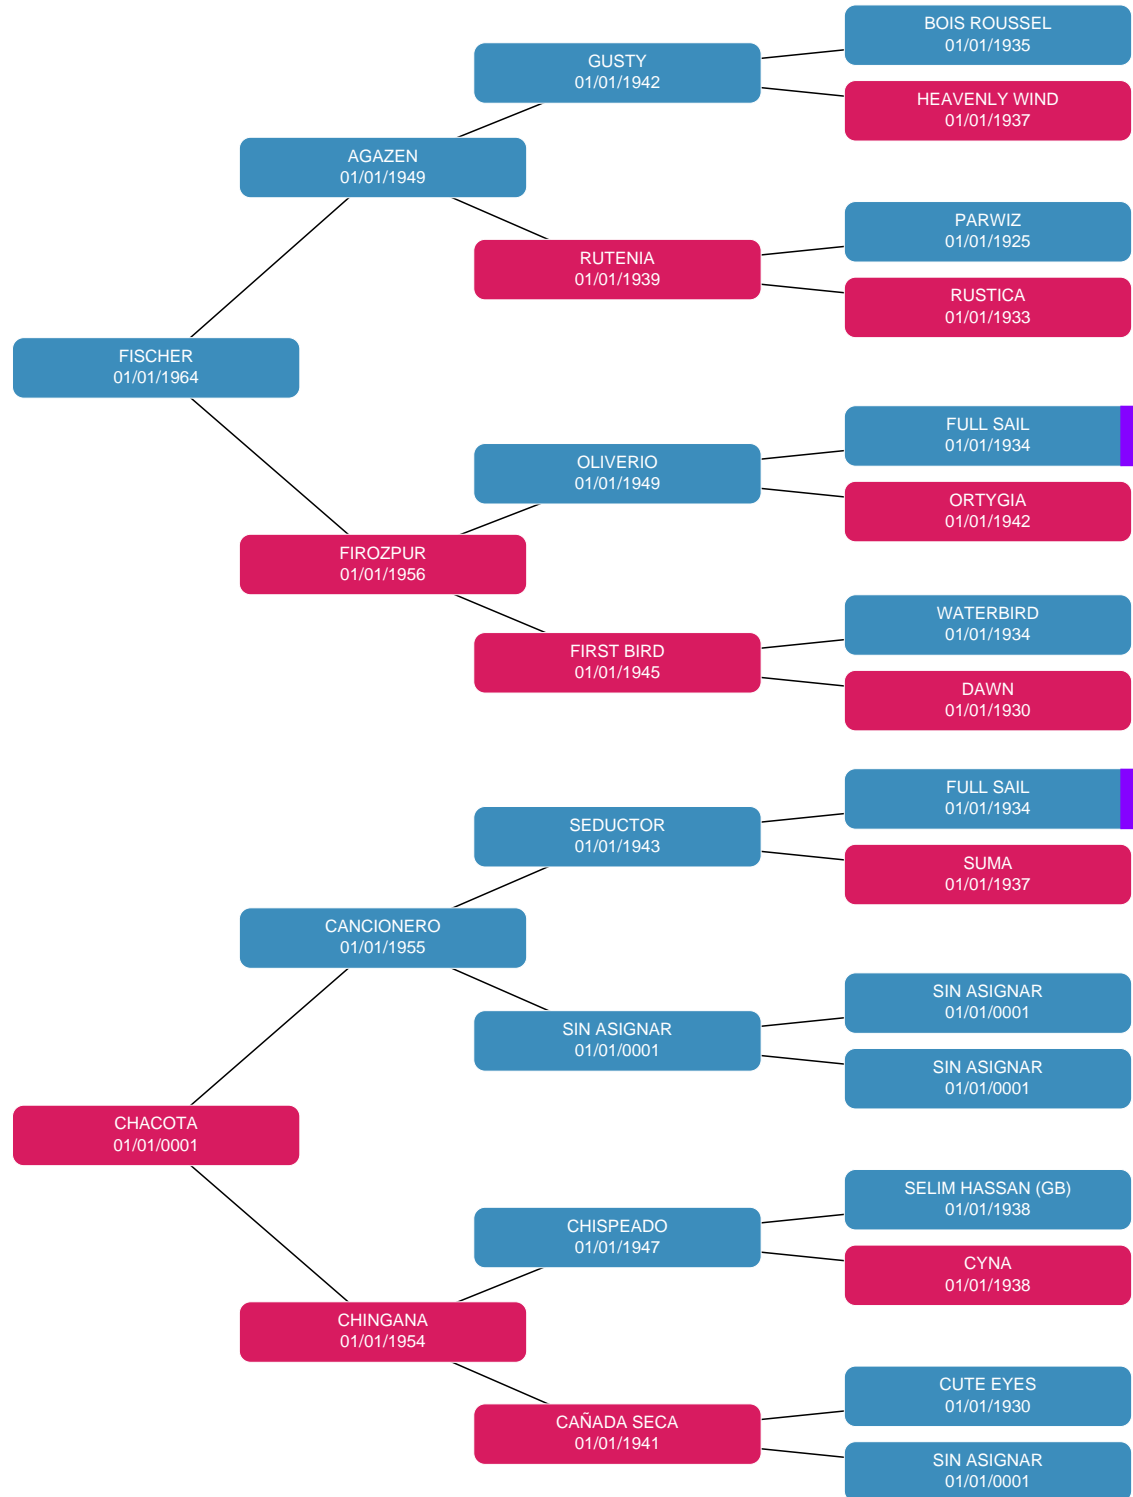 BOIS ROUSSEL
01/01/1935
GUSTY
01/01/1942
HEAVENLY WIND
01/01/1937
AGAZEN
01/01/1949
PARWIZ
01/01/1925
RUTENIA
01/01/1939
RUSTICA
01/01/1933
FISCHER
01/01/1964
FULL SAIL
01/01/1934
OLIVERIO
01/01/1949
ORTYGIA
01/01/1942
FIROZPUR
01/01/1956
WATERBIRD
01/01/1934
FIRST BIRD
01/01/1945
DAWN
01/01/1930
FULL SAIL
01/01/1934
SEDUCTOR
01/01/1943
SUMA
01/01/1937
CANCIONERO
01/01/1955
SIN ASIGNAR
01/01/0001
SIN ASIGNAR
01/01/0001
SIN ASIGNAR
01/01/0001
CHACOTA
01/01/0001
SELIM HASSAN (GB)
01/01/1938
CHISPEADO
01/01/1947
CYNA
01/01/1938
CHINGANA
01/01/1954
CUTE EYES
01/01/1930
CAÑADA SECA
01/01/1941
SIN ASIGNAR
01/01/0001